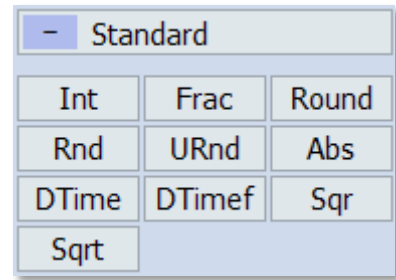 – Standard
Int Frac Round
Rnd URnd Abs
DTime DTimef Sqr
Sqrt